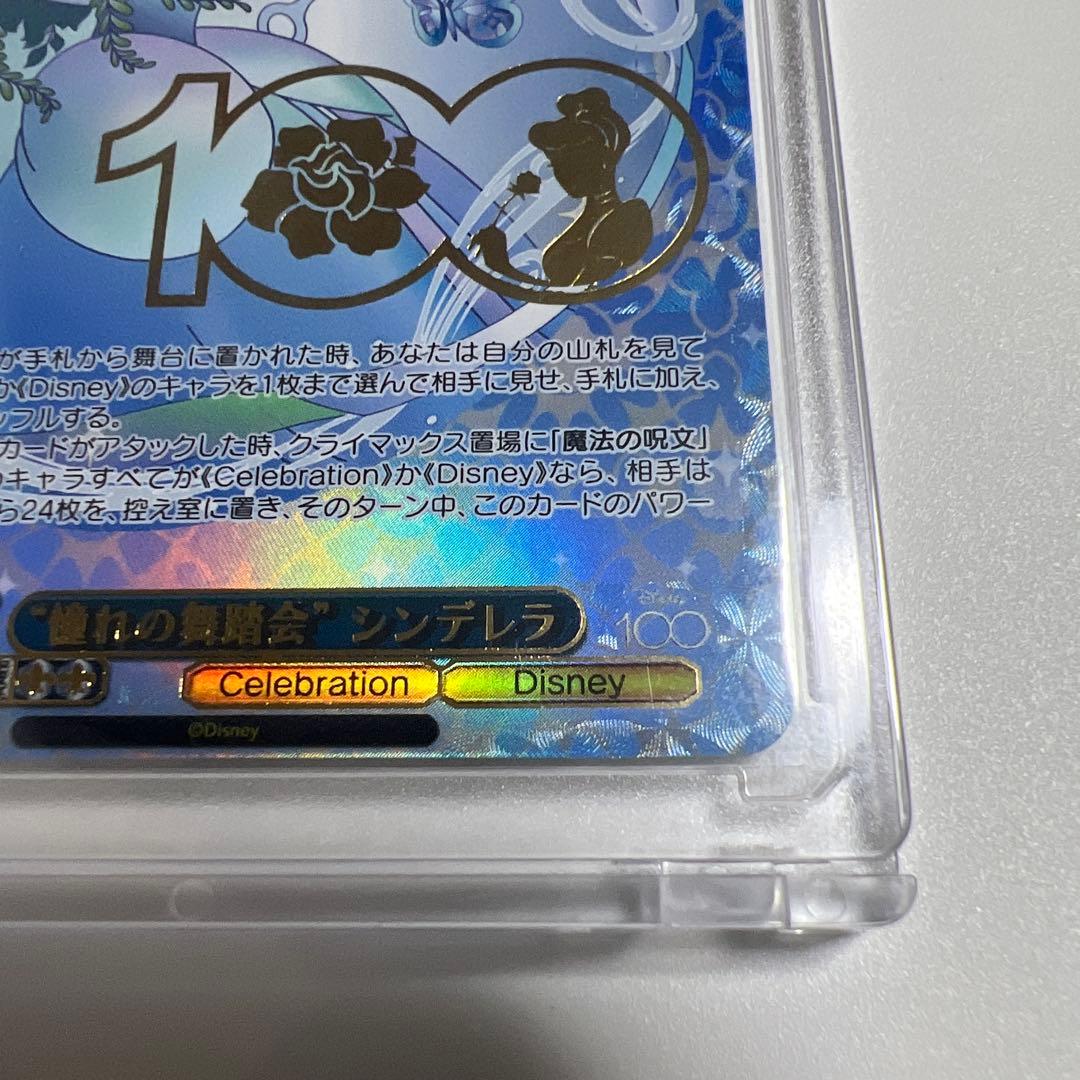 100
が手札から舞台に置かれた時、あなたは自分の山札を見て
か《Disney》のキャラを1枚まで選んで相手に見せ、手札に加え、
ッフルする。
カードがアタックした時、クライマックス置場に「魔法の呪文」
のキャラすべてが《Celebration》か《Disney》なら、相手は
ら24枚を、控え室に置き、そのターン中、このカードのパワー
“憧れの舞踏会” シンデレラ
Disney
100
Celebration Disney
©Disney